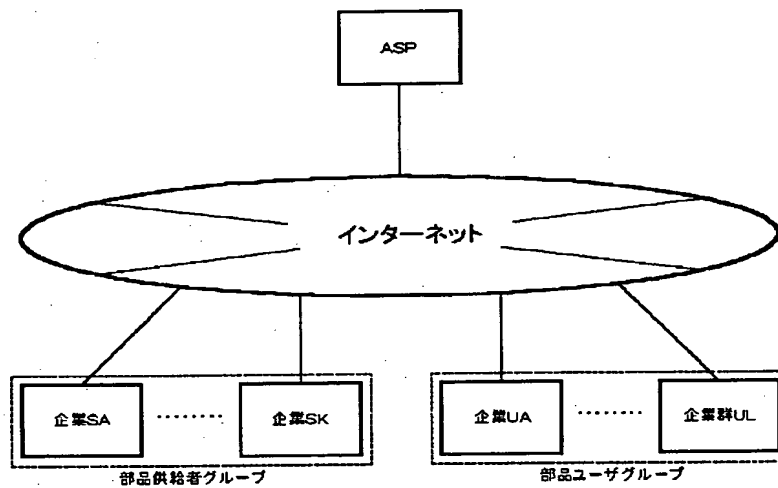 ASP
インターネット
企業SA ········ 企業SK
企業UA ········ 企業群UL
部品供給者グループ
部品ユーザグループ